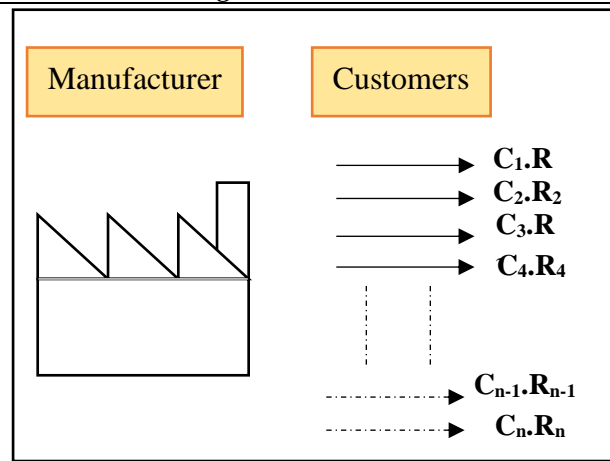 Manufacturer
Customers
C₁.R
C₂.R₂
C₃.R
C₄.R₄
Cₙ₋₁.Rₙ₋₁
Cₙ.Rₙ